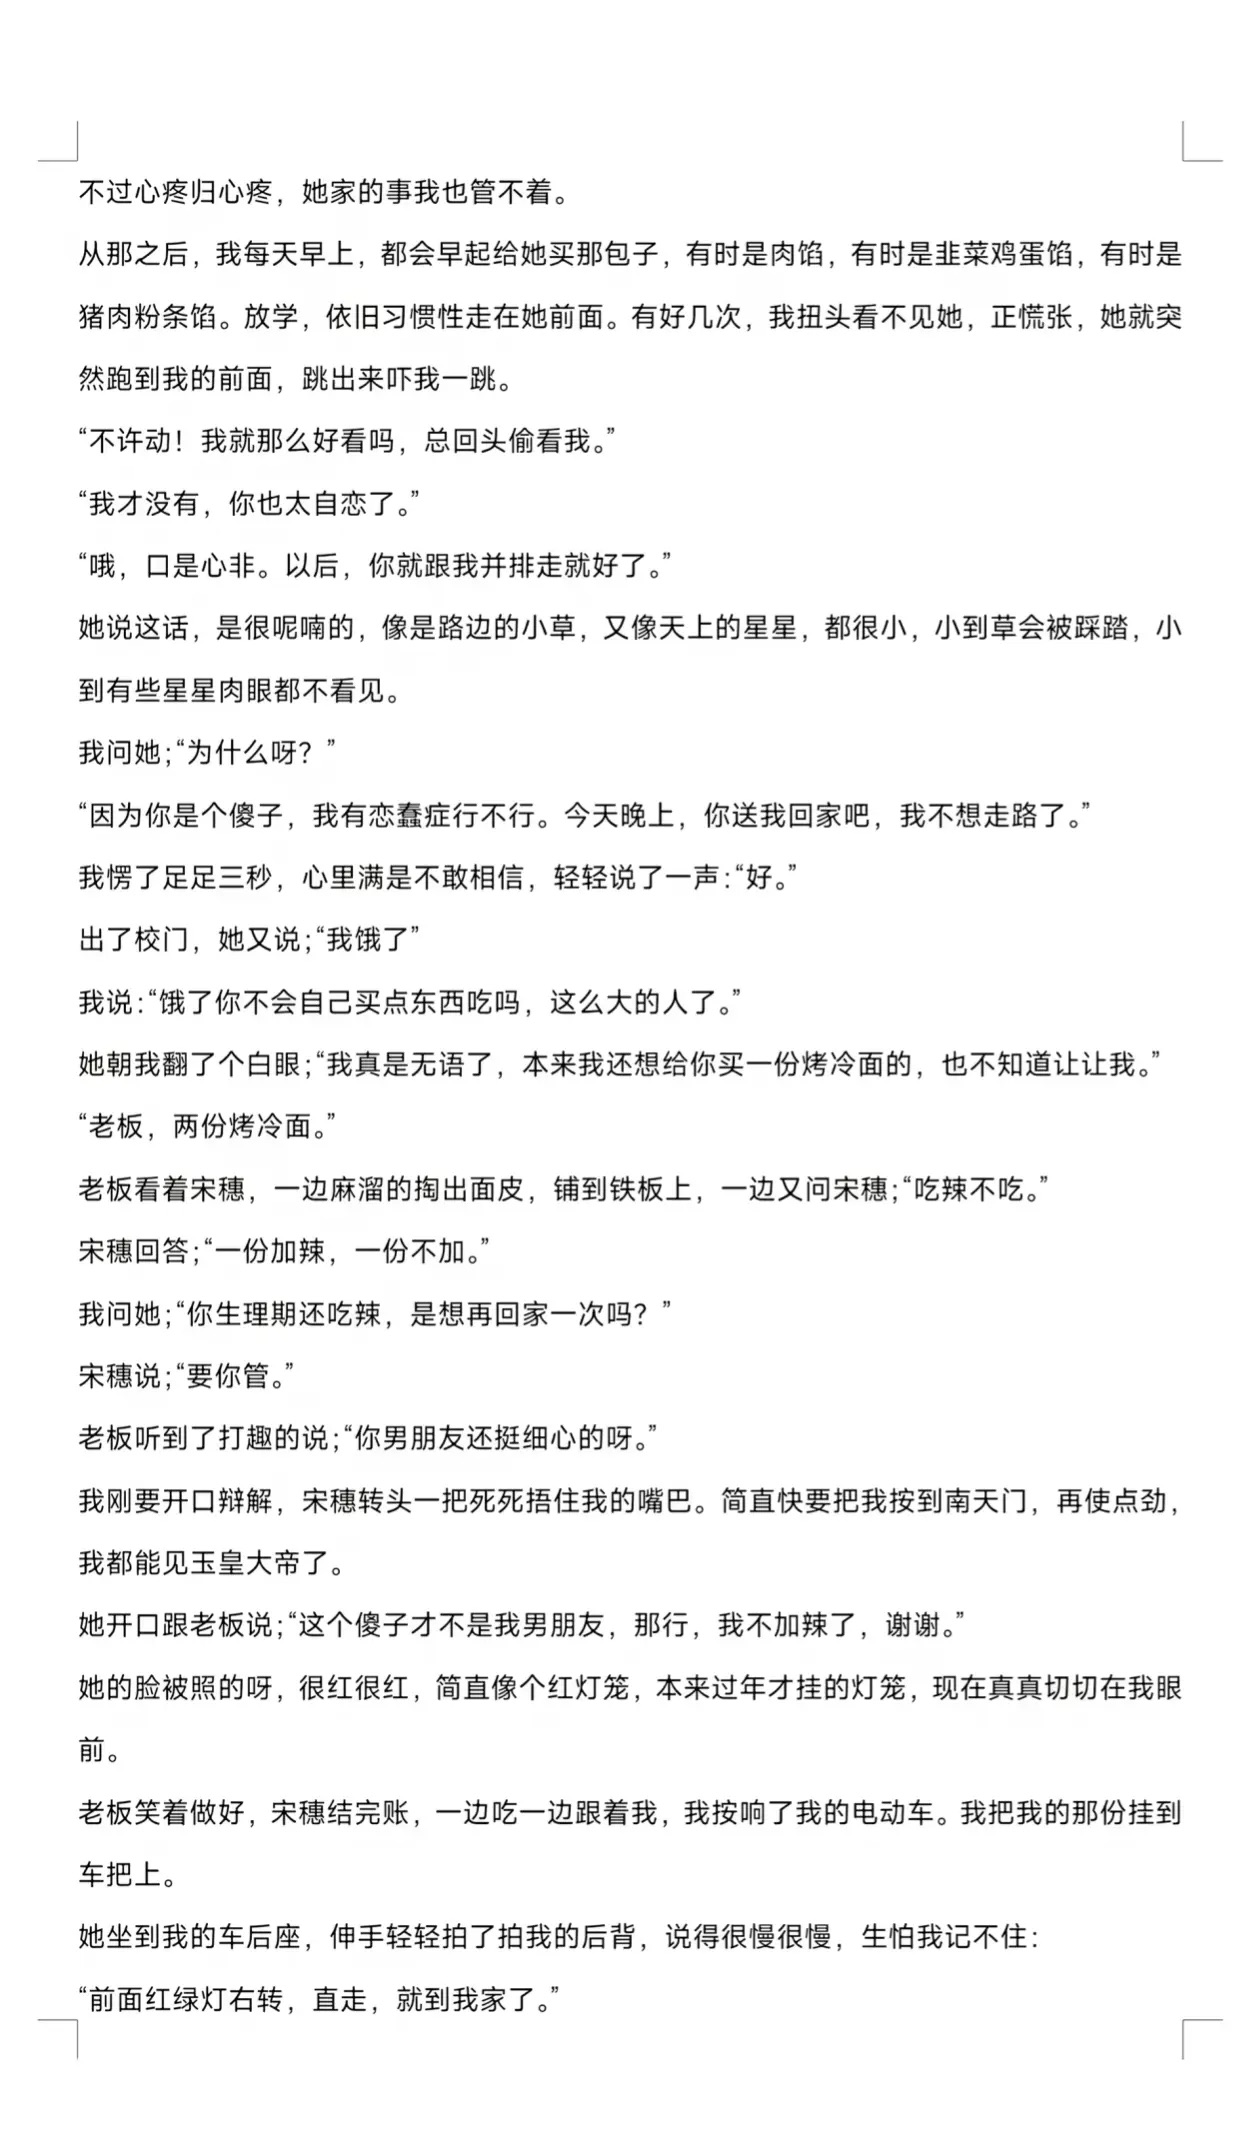 不过心疼归心疼，她家的事我也管不着。
从那之后，我每天早上，都会早起给她买那包子，有时是肉馅，有时是韭菜鸡蛋馅，有时是
猪肉粉条馅。放学，依旧习惯性走在她前面。有好几次，我扭头看不见她，正慌张，她就突
然跑到我的前面，跳出来吓我一跳。
“不许动！我就那么好看吗，总回头偷看我。”
“我才没有，你也太自恋了。”
“哦，口是心非。以后，你就跟我并排走就好了。”
她说这话，是很呢喃的，像是路边的小草，又像天上的星星，都很小，小到草会被踩踏，小
到有些星星肉眼都不看见。
我问她；“为什么呀？”
“因为你是个傻子，我有恋蠢症行不行。今天晚上，你送我回家吧，我不想走路了。”
我愣了足足三秒，心里满是不敢相信，轻轻说了一声：“好。”
出了校门，她又说；“我饿了”
我说：“饿了你不会自己买点东西吃吗，这么大的人了。”
她朝我翻了个白眼；“我真是无语了，本来我还想给你买一份烤冷面的，也不知道让让我。”
“老板，两份烤冷面。”
老板看着宋穗，一边麻溜的掏出面皮，铺到铁板上，一边又问宋穗；“吃辣不吃。”
宋穗回答；“一份加辣，一份不加。”
我问她；“你生理期还吃辣，是想再回家一次吗？”
宋穗说；“要你管。”
老板听到了打趣的说；“你男朋友还挺细心的呀。”
我刚要开口辩解，宋穗转头一把死死捂住我的嘴巴。简直快要把我按到南天门，再使点劲，
我都能见玉皇大帝了。
她开口跟老板说；“这个傻子才不是我男朋友，那行，我不加辣了，谢谢。”
她的脸被照的呀，很红很红，简直像个红灯笼，本来过年才挂的灯笼，现在真真切切在我眼
前。
老板笑着做好，宋穗结完账，一边吃一边跟着我，我按响了我的电动车。我把我的那份挂到
车把上。
她坐到我的车后座，伸手轻轻拍了拍我的后背，说得很慢很慢，生怕我记不住：
“前面红绿灯右转，直走，就到我家了。”